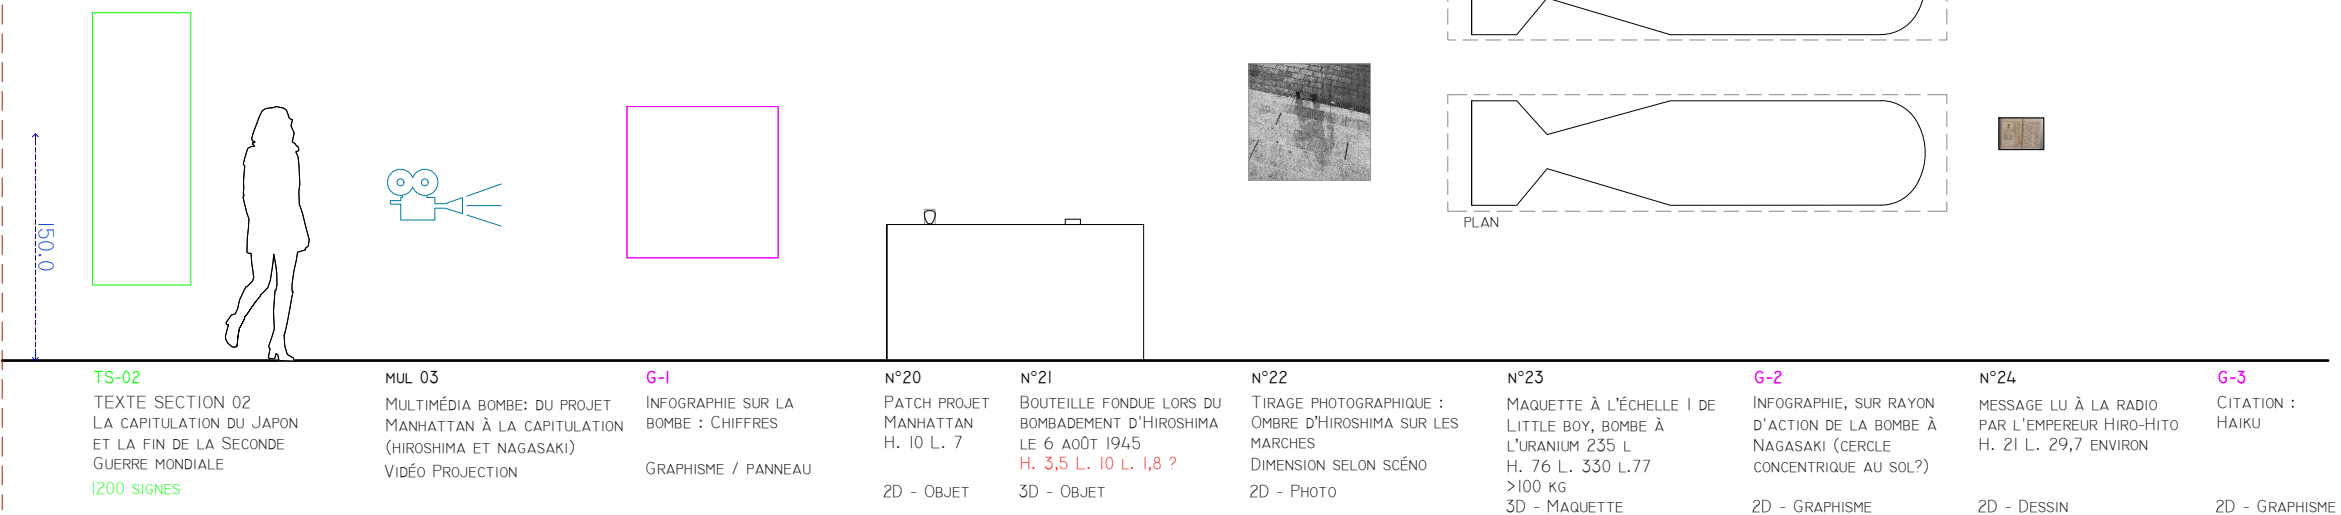 150.0
PLAN
TS-02
TEXTE SECTION 02
La capitulation du Japon
et la fin de la Seconde
Guerre mondiale
1200 signes
MUL 03
Multimédia bombe: du projet
Manhattan à la capitulation
(hiroshima et nagasaki)
Vidéo Projection
G-1
Infographie sur la
bombe : Chiffres
Graphisme / panneau
N°20
Patch projet
Manhattan
H. 10 L. 7
2D - Objet
N°21
Bouteille fondue lors du
bombadement d'Hiroshima
le 6 août 1945
H. 3,5 L. 10 l. 1,8 ?
3D - Objet
N°22
Tirage photographique :
Ombre d'Hiroshima sur les
marches
Dimension selon scéno
2D - Photo
N°23
Maquette à l'échelle 1 de
Little boy, bombe à
l'uranium 235 l
H. 76 L. 330 l.77
>100 kg
3D - Maquette
G-2
Infographie, sur rayon
d'action de la bombe à
Nagasaki (cercle
concentrique au sol?)
2D - Graphisme
N°24
message lu à la radio
par l'empereur Hiro-Hito
H. 21 L. 29,7 environ
2D - Dessin
G-3
Citation :
Haiku
2D - Graphisme